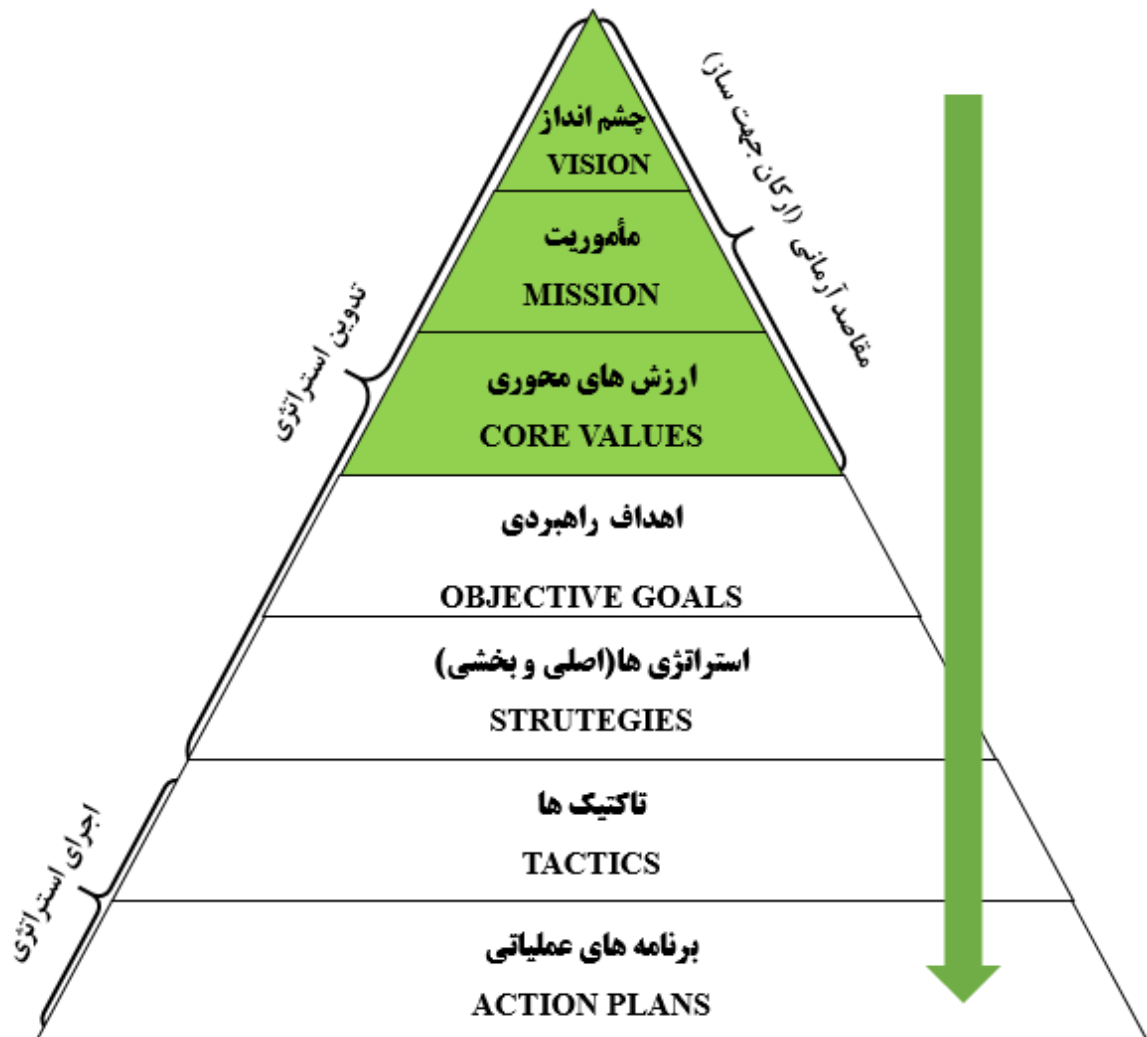 چشم انداز
VISION
مأموریت
MISSION
ارزش های محوری
CORE VALUES
اهداف راهبردی
OBJECTIVE GOALS
استراتژی ها(اصلی و بخشی)
STRUTEGIES
تاکتیک ها
TACTICS
برنامه های عملیاتی
ACTION PLANS
مقاصد آرمانی (ارکان جهت ساز)
تدوین استراتژی
اجرای استراتژی